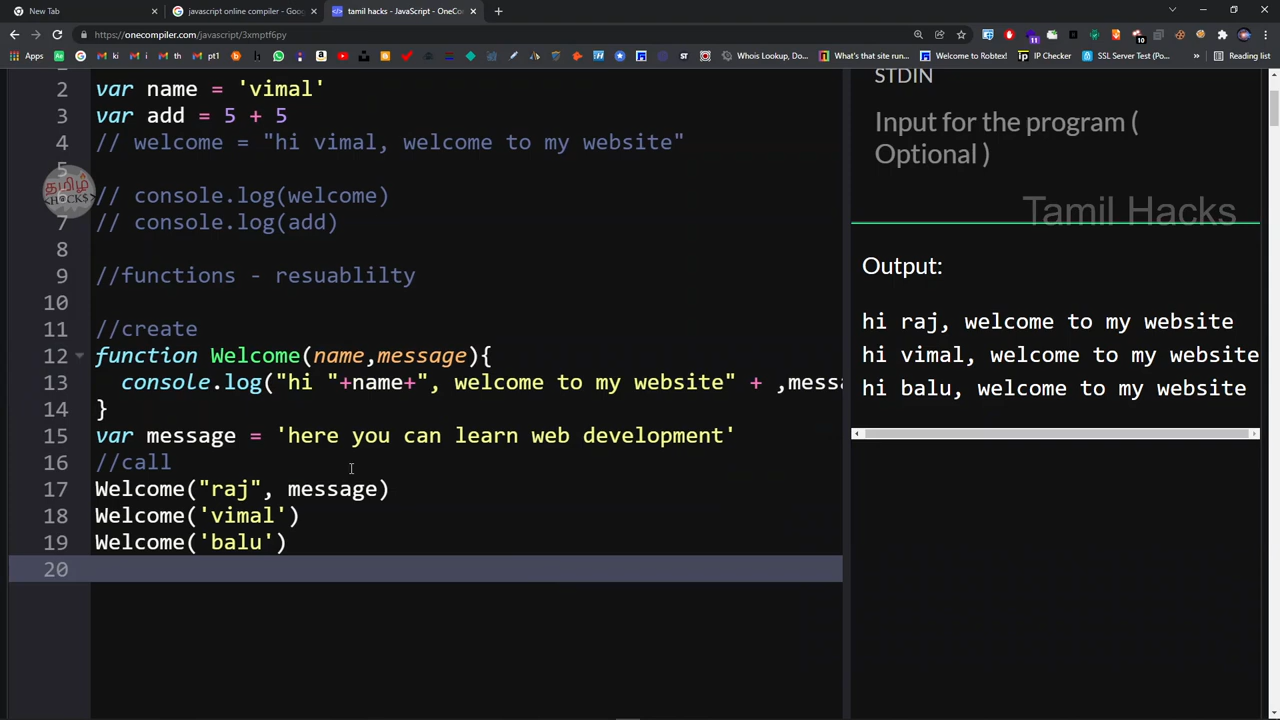 New Tab
javascript online compiler - Goog
tamil hacks - JavaScript - OneCo
onecompiler.com/javascript/3xmptf6py
Apps
ki
i
th
pt1
Whois Lookup, Do...
What's that site run...
Welcome to Robtex!
IP Checker
SSL Server Test (Po...
Reading list
2 var name = 'vimal'
3 var add = 5 + 5
4 // welcome = "hi vimal, welcome to my website"
5
தமிழ்
<HACKS>
6 // console.log(welcome)
7 // console.log(add)
8
9 //functions - resuablilty
10
11 //create
12 function Welcome(name,message){
13 console.log("hi "+name+", welcome to my website" + ,messa
14 }
15 var message = 'here you can learn web development'
16 //call
17 Welcome("raj", message)
18 Welcome('vimal')
19 Welcome('balu')
20
STDIN
Input for the program (
Optional )
Tamil Hacks
Output:
hi raj, welcome to my website
hi vimal, welcome to my website
hi balu, welcome to my website